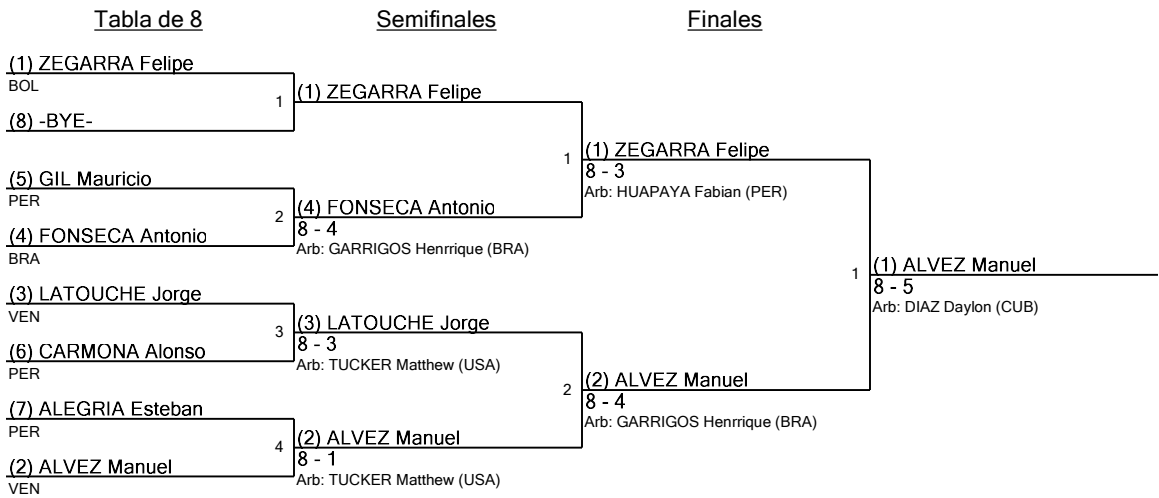 Tabla de 8
Semifinales
Finales
(1) ZEGARRA Felipe
BOL
1
(8) -BYE-
(5) GIL Mauricio
PER
2
(4) FONSECA Antonio
BRA
(3) LATOUCHE Jorge
VEN
3
(6) CARMONA Alonso
PER
(7) ALEGRIA Esteban
PER
4
(2) ALVEZ Manuel
VEN
(1) ZEGARRA Felipe
1
(4) FONSECA Antonio
8 - 4
Arb: GARRIGOS Henrrique (BRA)
(3) LATOUCHE Jorge
8 - 3
Arb: TUCKER Matthew (USA)
2
(2) ALVEZ Manuel
8 - 1
Arb: TUCKER Matthew (USA)
(1) ZEGARRA Felipe
8 - 3
Arb: HUAPAYA Fabian (PER)
1
(2) ALVEZ Manuel
8 - 4
Arb: GARRIGOS Henrrique (BRA)
(1) ALVEZ Manuel
8 - 5
Arb: DIAZ Daylon (CUB)